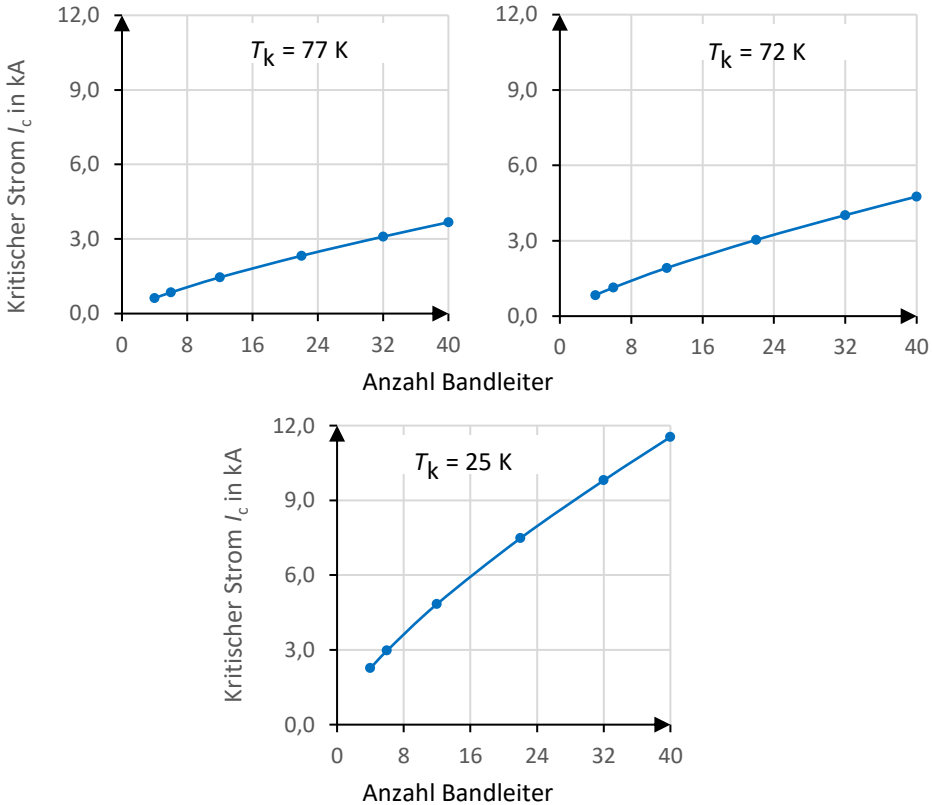 Kritischer Strom I_c in kA
12,0
9,0
6,0
3,0
0,0
T_k = 77 K
0 8 16 24 32 40
12,0
9,0
6,0
3,0
0,0
T_k = 72 K
0 8 16 24 32 40
Anzahl Bandleiter
Kritischer Strom I_c in kA
12,0
9,0
6,0
3,0
0,0
T_k = 25 K
0 8 16 24 32 40
Anzahl Bandleiter